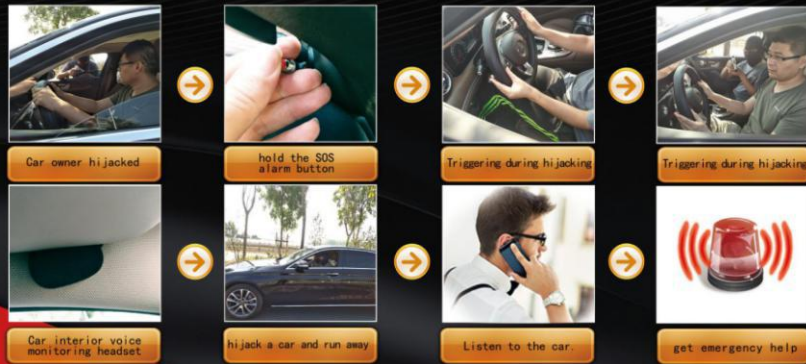 Car owner hijacked
hold the SOS
alarm button
Triggering during hijacking
Triggering during hijacking
Car interior voice
monitoring headset
hijack a car and run away
Listen to the car.
get emergency help